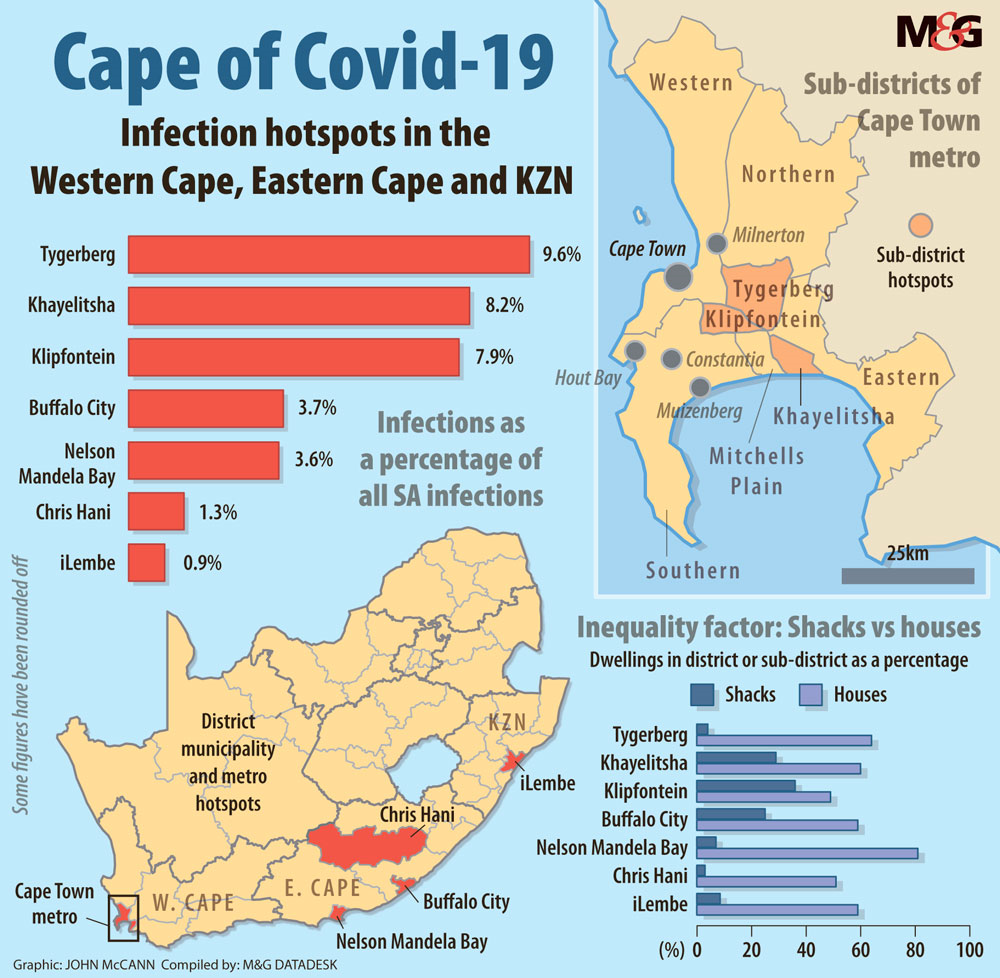 Cape of Covid-19
Infection hotspots in the
Western Cape, Eastern Cape and KZN
Tygerberg
9.6%
Khayelitsha
8.2%
Klipfontein
7.9%
Buffalo City
3.7%
Nelson
Mandela Bay
3.6%
Chris Hani
1.3%
iLembe
0.9%
Infections as
a percentage of
all SA infections
Some figures have been rounded off
M&G
Sub-districts of
Cape Town
metro
Sub-district
hotspots
Western
Northern
Milnerton
Cape Town
Tygerberg
Klipfontein
Constantia
Hout Bay
Muizenberg
Eastern
Khayelitsha
Mitchells
Plain
Southern
25km
District
municipality
and metro
hotspots
KZN
iLembe
Chris Hani
E. CAPE
W. CAPE
Buffalo City
Nelson Mandela Bay
Cape Town
metro
Inequality factor: Shacks vs houses
Dwellings in district or sub-district as a percentage
Shacks Houses
Tygerberg
Khayelitsha
Klipfontein
Buffalo City
Nelson Mandela Bay
Chris Hani
iLembe
(%) 0 20 40 60 80 100
Graphic: JOHN McCANN Compiled by: M&G DATADESK